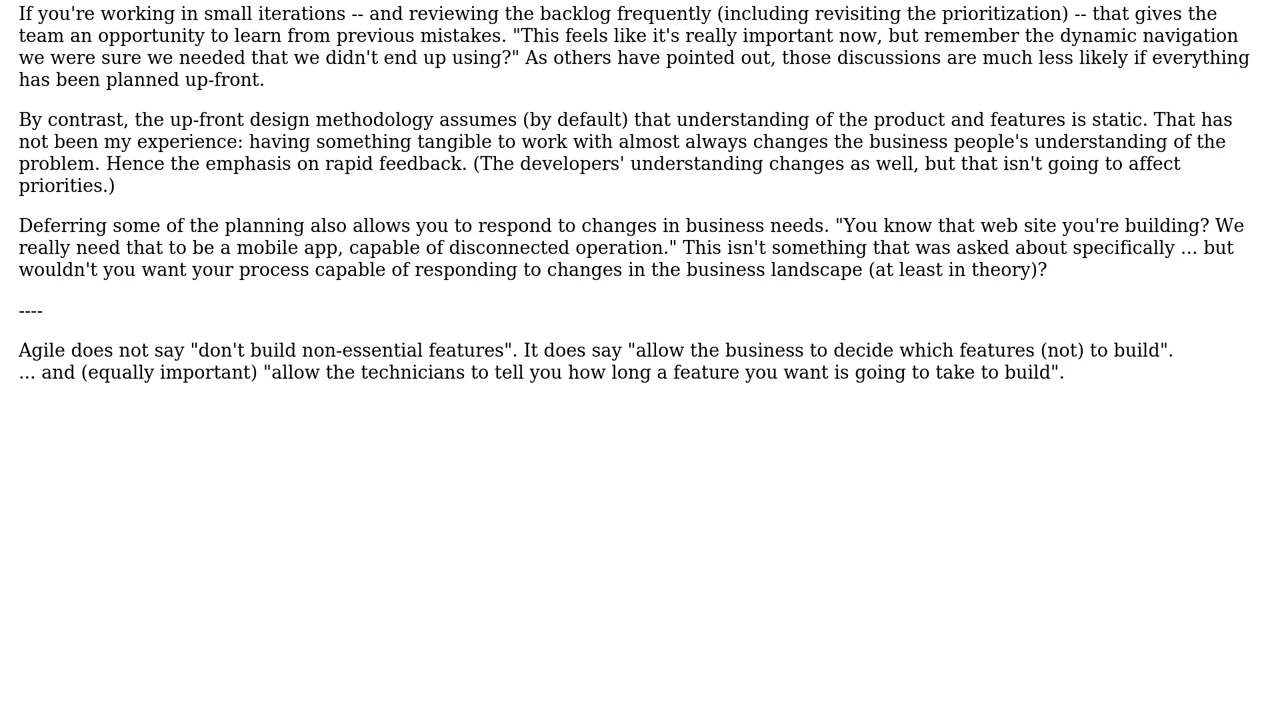 If you're working in small iterations -- and reviewing the backlog frequently (including revisiting the prioritization) -- that gives the
team an opportunity to learn from previous mistakes. "This feels like it's really important now, but remember the dynamic navigation
we were sure we needed that we didn't end up using?" As others have pointed out, those discussions are much less likely if everything
has been planned up-front.
By contrast, the up-front design methodology assumes (by default) that understanding of the product and features is static. That has
not been my experience: having something tangible to work with almost always changes the business people's understanding of the
problem. Hence the emphasis on rapid feedback. (The developers' understanding changes as well, but that isn't going to affect
priorities.)
Deferring some of the planning also allows you to respond to changes in business needs. "You know that web site you're building? We
really need that to be a mobile app, capable of disconnected operation." This isn't something that was asked about specifically ... but
wouldn't you want your process capable of responding to changes in the business landscape (at least in theory)?
----
Agile does not say "don't build non-essential features". It does say "allow the business to decide which features (not) to build".
... and (equally important) "allow the technicians to tell you how long a feature you want is going to take to build".